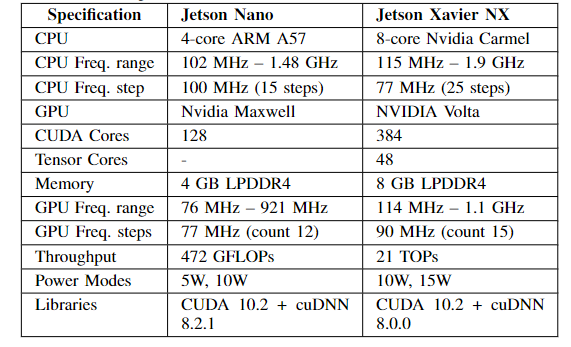 Specification Jetson Nano Jetson Xavier NX
CPU 4-core ARM A57 8-core Nvidia Carmel
CPU Freq. range 102 MHz – 1.48 GHz 115 MHz – 1.9 GHz
CPU Freq. step 100 MHz (15 steps) 77 MHz (25 steps)
GPU Nvidia Maxwell NVIDIA Volta
CUDA Cores 128 384
Tensor Cores - 48
Memory 4 GB LPDDR4 8 GB LPDDR4
GPU Freq. range 76 MHz – 921 MHz 114 MHz – 1.1 GHz
GPU Freq. steps 77 MHz (count 12) 90 MHz (count 15)
Throughput 472 GFLOPs 21 TOPs
Power Modes 5W, 10W 10W, 15W
Libraries CUDA 10.2 + cuDNN CUDA 10.2 + cuDNN
8.2.1 8.0.0